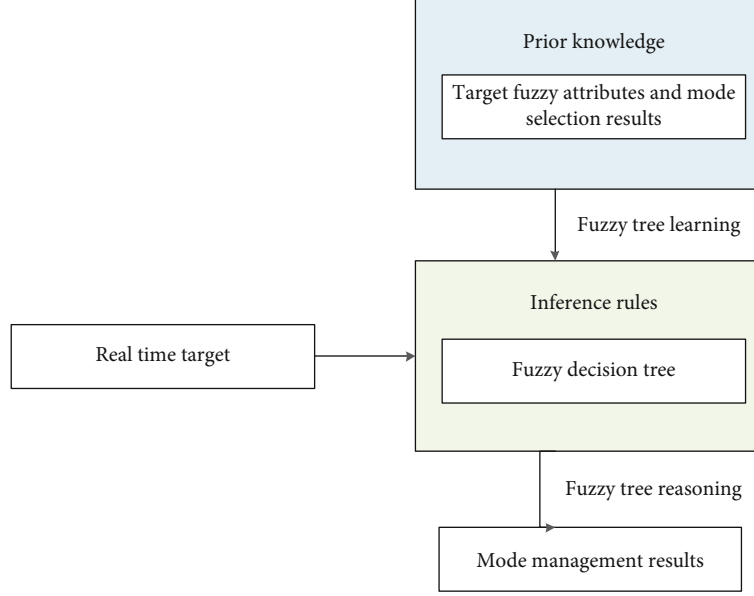 Prior knowledge
Target fuzzy attributes and mode
selection results
Fuzzy tree learning
Inference rules
Real time target
Fuzzy decision tree
Fuzzy tree reasoning
Mode management results